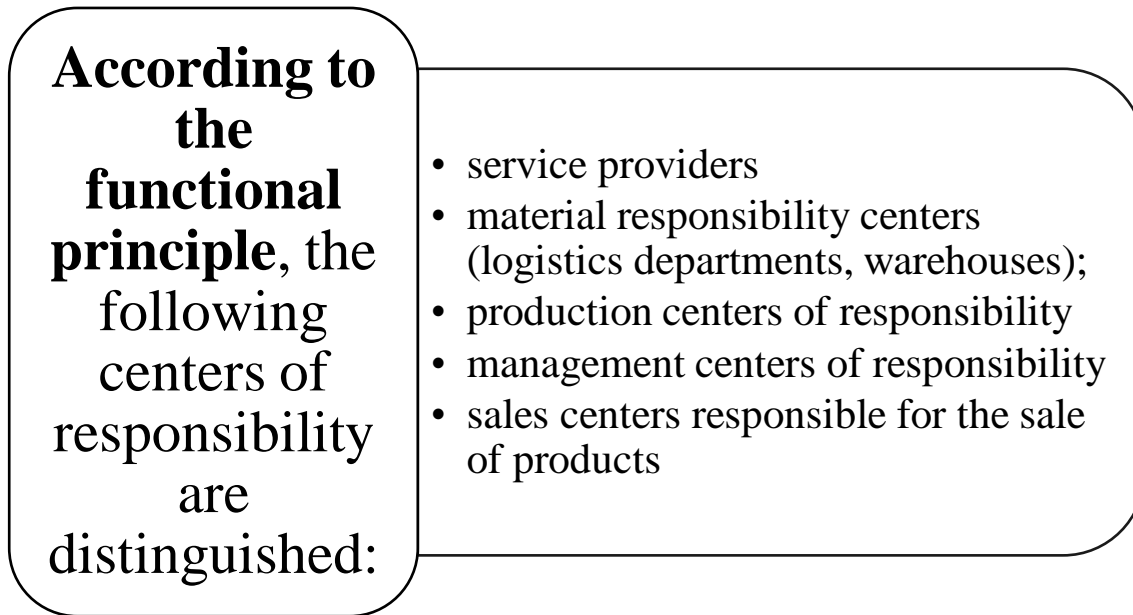 According to
the
functional
principle, the
following
centers of
responsibility
are
distinguished:
• service providers
• material responsibility centers
(logistics departments, warehouses);
• production centers of responsibility
• management centers of responsibility
• sales centers responsible for the sale
of products